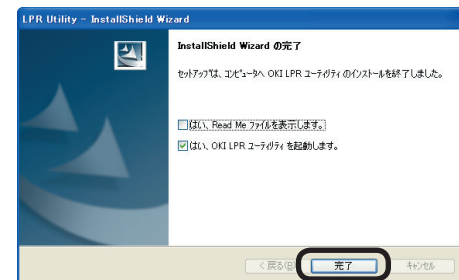 LPR Utility - InstallShield Wizard
InstallShield Wizard の完了
セットアップは、コンピュータへ OKI LPR ユーティリティ のインストールを終了しました。
はい、Read Me ファイルを表示します。
はい、OKI LPR ユーティリティ を起動します。
< 戻る(B) 完了 キャンセル